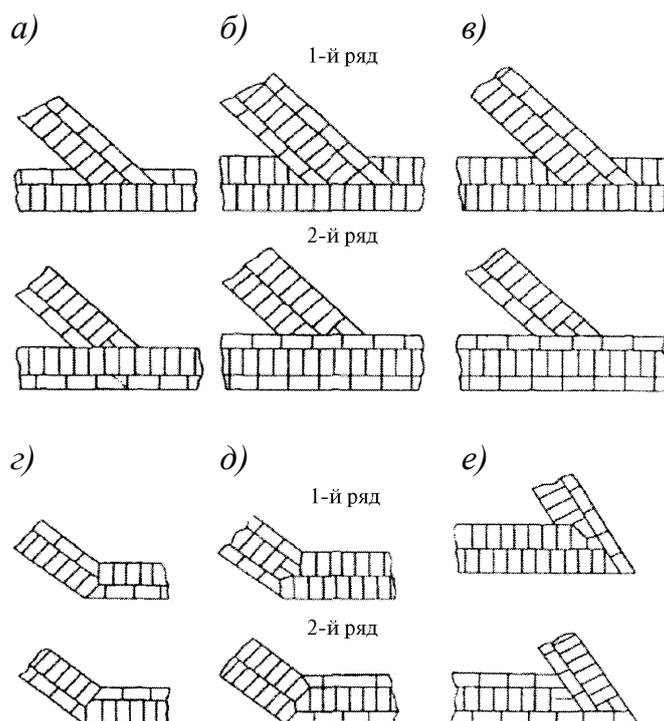 а) б) в)
1-й ряд
2-й ряд
г) д) е)
1-й ряд
2-й ряд